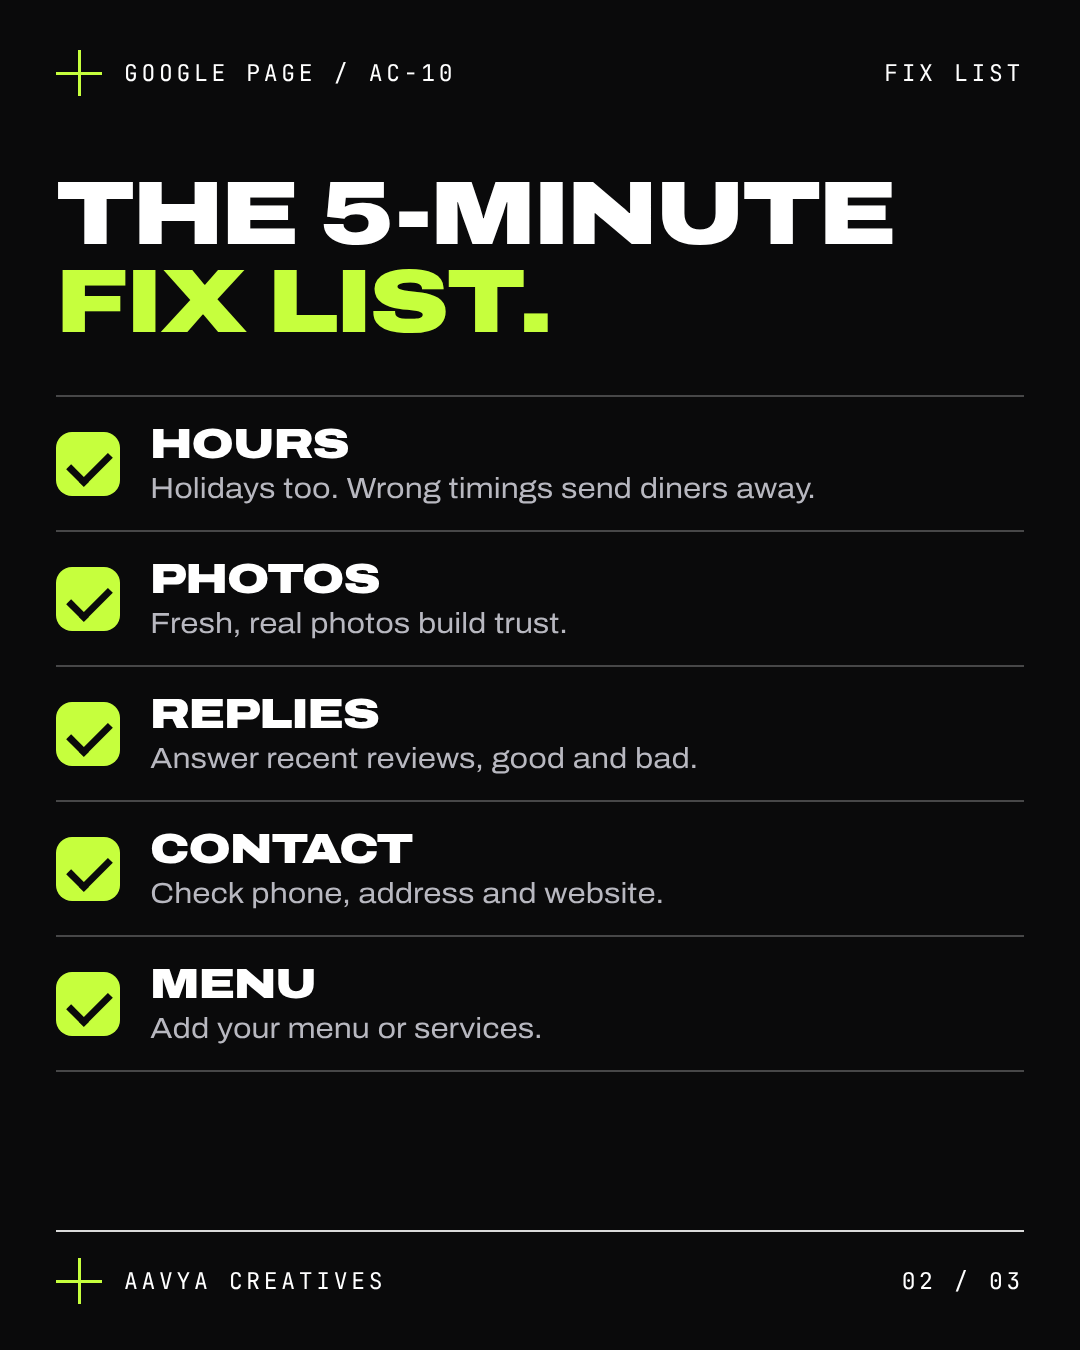 GOOGLE PAGE / AC-10
FIX LIST
THE 5-MINUTE
FIX LIST.
HOURS
Holidays too. Wrong timings send diners away.
PHOTOS
Fresh, real photos build trust.
REPLIES
Answer recent reviews, good and bad.
CONTACT
Check phone, address and website.
MENU
Add your menu or services.
AAVYA CREATIVES
02 / 03